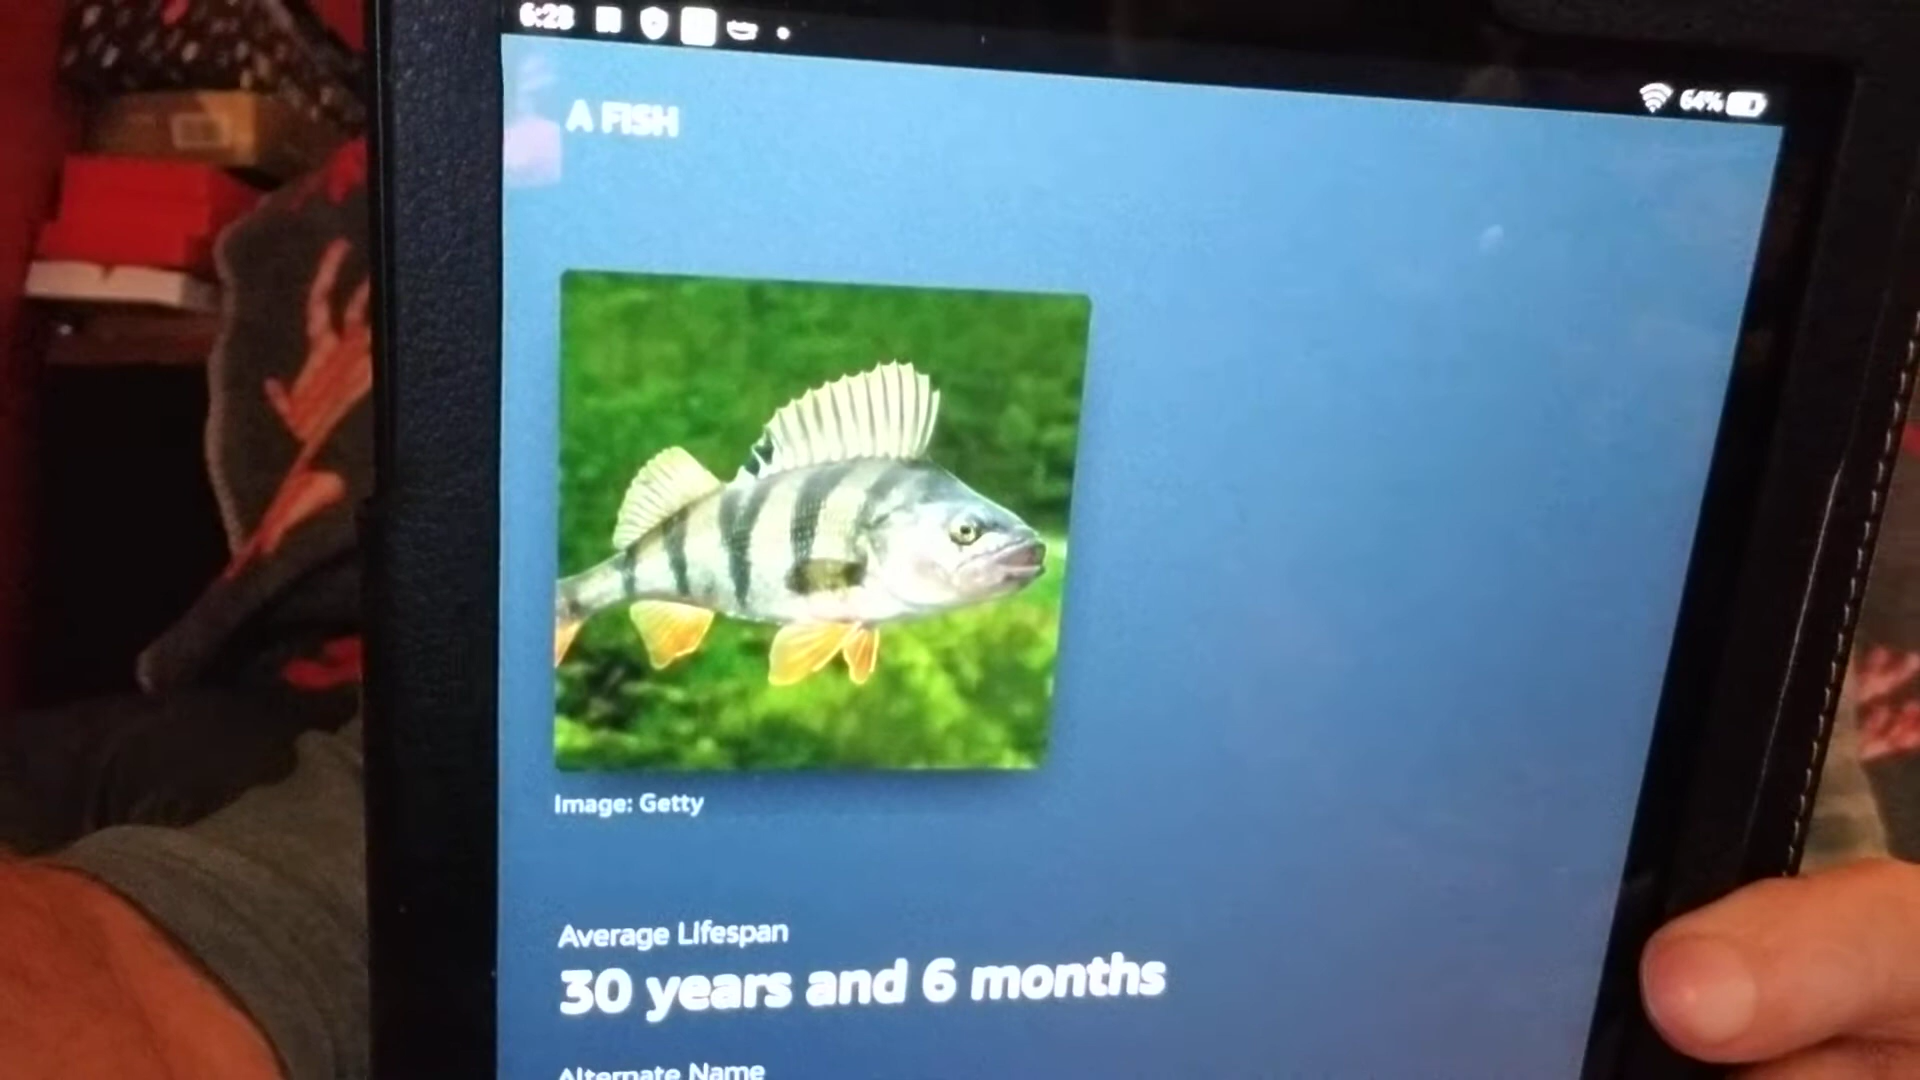 6:28
64%
A FISH
Image: Getty
Average Lifespan
30 years and 6 months
Alternate Name